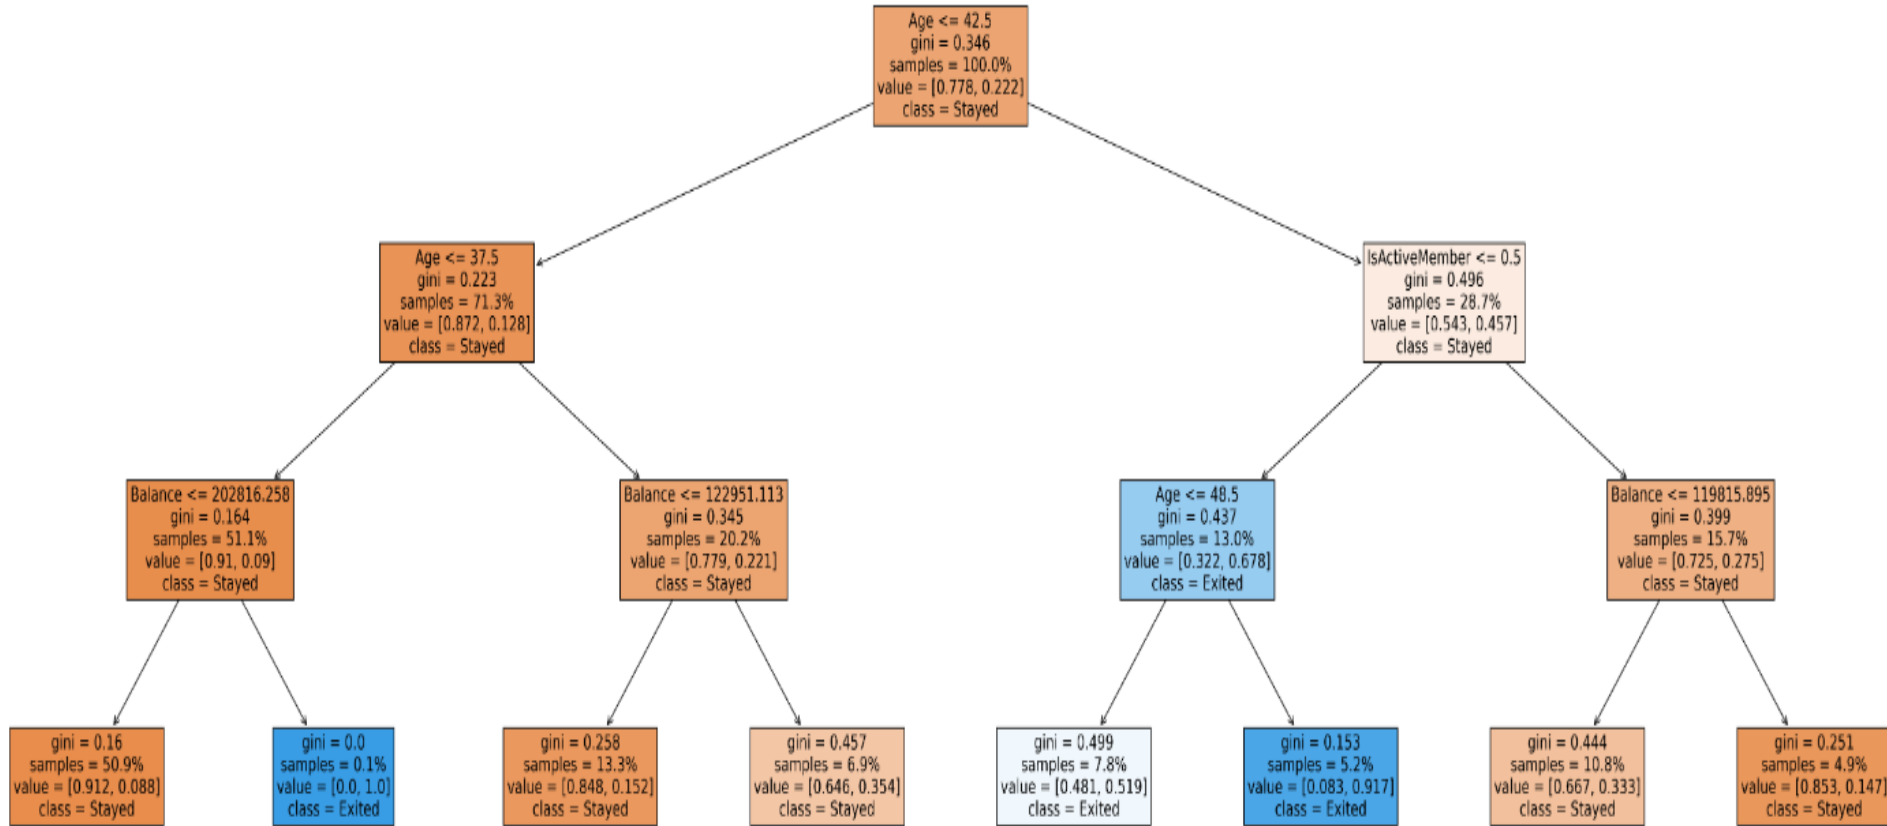 Age <= 42.5
gini = 0.346
samples = 100.0%
value = [0.778, 0.222]
class = Stayed
Age <= 37.5
gini = 0.223
samples = 71.3%
value = [0.872, 0.128]
class = Stayed
IsActiveMember <= 0.5
gini = 0.496
samples = 28.7%
value = [0.543, 0.457]
class = Stayed
Balance <= 202816.258
gini = 0.164
samples = 51.1%
value = [0.91, 0.09]
class = Stayed
Balance <= 122951.113
gini = 0.345
samples = 20.2%
value = [0.779, 0.221]
class = Stayed
Age <= 48.5
gini = 0.437
samples = 13.0%
value = [0.322, 0.678]
class = Exited
Balance <= 119815.895
gini = 0.399
samples = 15.7%
value = [0.725, 0.275]
class = Stayed
gini = 0.16
samples = 50.9%
value = [0.912, 0.088]
class = Stayed
gini = 0.0
samples = 0.1%
value = [0.0, 1.0]
class = Exited
gini = 0.258
samples = 13.3%
value = [0.848, 0.152]
class = Stayed
gini = 0.457
samples = 6.9%
value = [0.646, 0.354]
class = Stayed
gini = 0.499
samples = 7.8%
value = [0.481, 0.519]
class = Exited
gini = 0.153
samples = 5.2%
value = [0.083, 0.917]
class = Exited
gini = 0.444
samples = 10.8%
value = [0.667, 0.333]
class = Stayed
gini = 0.251
samples = 4.9%
value = [0.853, 0.147]
class = Stayed